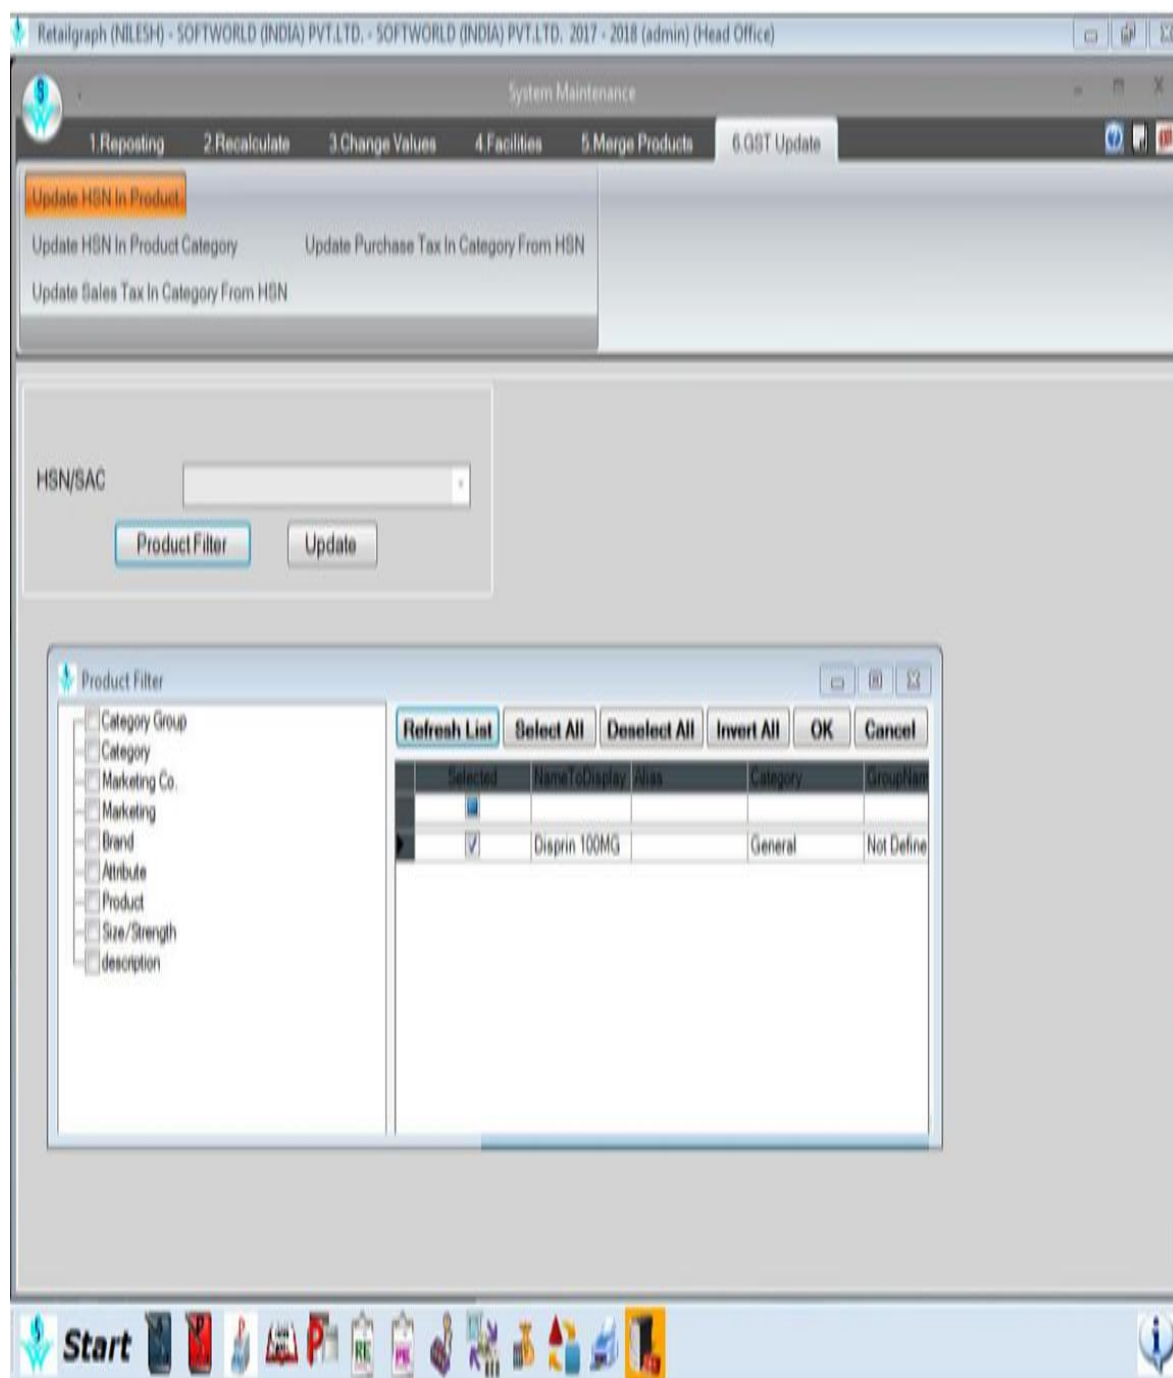 Retailgraph (NILESH) - SOFTWORLD (INDIA) PVT.LTD. - SOFTWORLD (INDIA) PVT.LTD. 2017 - 2018 (admin) (Head Office)
System Maintenance
1.Reposting 2.Recalculate 3.Change Values 4.Facilities 5.Merge Products 6.GST Update
Update HSN In Product
Update HSN In Product Category Update Purchase Tax In Category From HSN
Update Sales Tax In Category From HSN
HSN/SAC
Product Filter Update
Product Filter
Category Group
Category
Marketing Co.
Marketing
Brand
Attribute
Product
Size/Strength
description
Refresh List Select All Deselect All Invert All OK Cancel
Selected NameToDisplay Alias Category GroupNam
Disprin 100MG General Not Define
Start